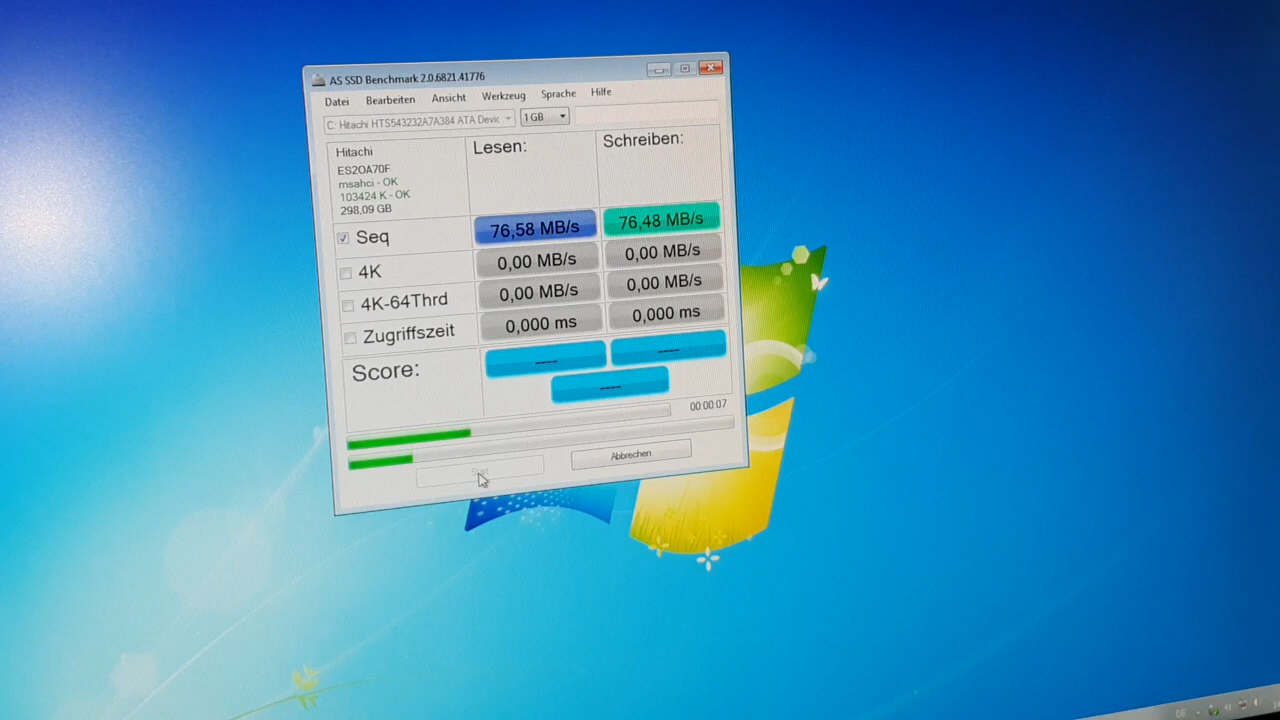 AS SSD Benchmark 2.0.6821.41776
Datei Bearbeiten Ansicht Werkzeug Sprache Hilfe
C: Hitachi HTS543232A7A384 ATA Devic 1 GB
Hitachi
ES2OA70F
msahci - OK
103424 K - OK
298,09 GB
Lesen: Schreiben:
Seq 76,58 MB/s 76,48 MB/s
4K 0,00 MB/s 0,00 MB/s
4K-64Thrd 0,00 MB/s 0,00 MB/s
Zugriffszeit 0,000 ms 0,000 ms
Score: ---- ----
----
00:00:07
Start Abbrechen
DE